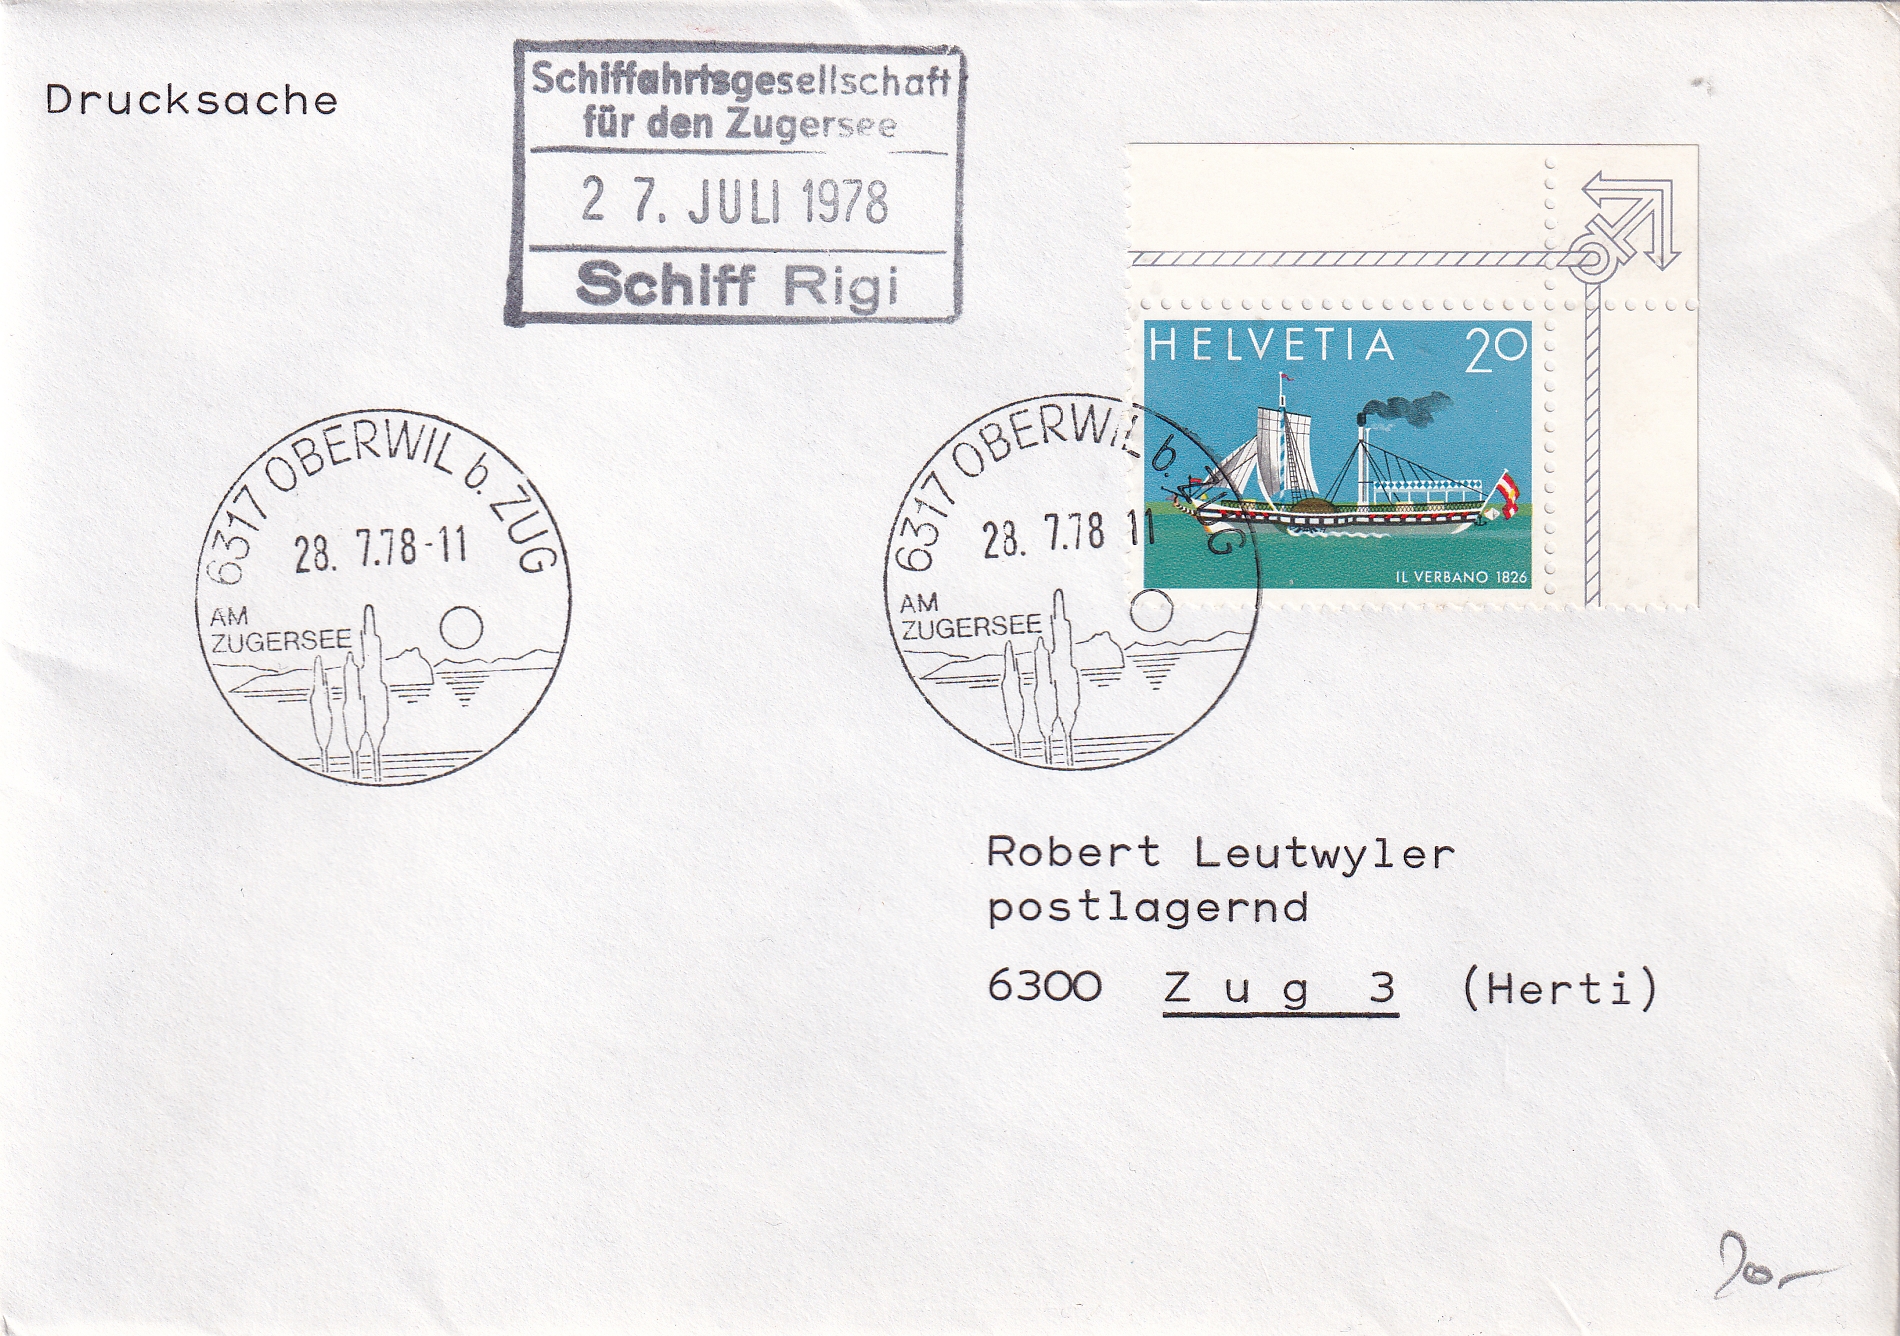 Drucksache
Schiffahrtsgesellschaft
für den Zugersee
27. JULI 1978
Schiff Rigi
HELVETIA 20
IL VERBANO 1826
6317 OBERWIL b. ZUG
28. 7.78-11
AM
ZUGERSEE
6317 OBERWIL b. ZUG
28. 7.78 11
AM
ZUGERSEE
Robert Leutwyler
postlagernd
6300 Zug 3 (Herti)